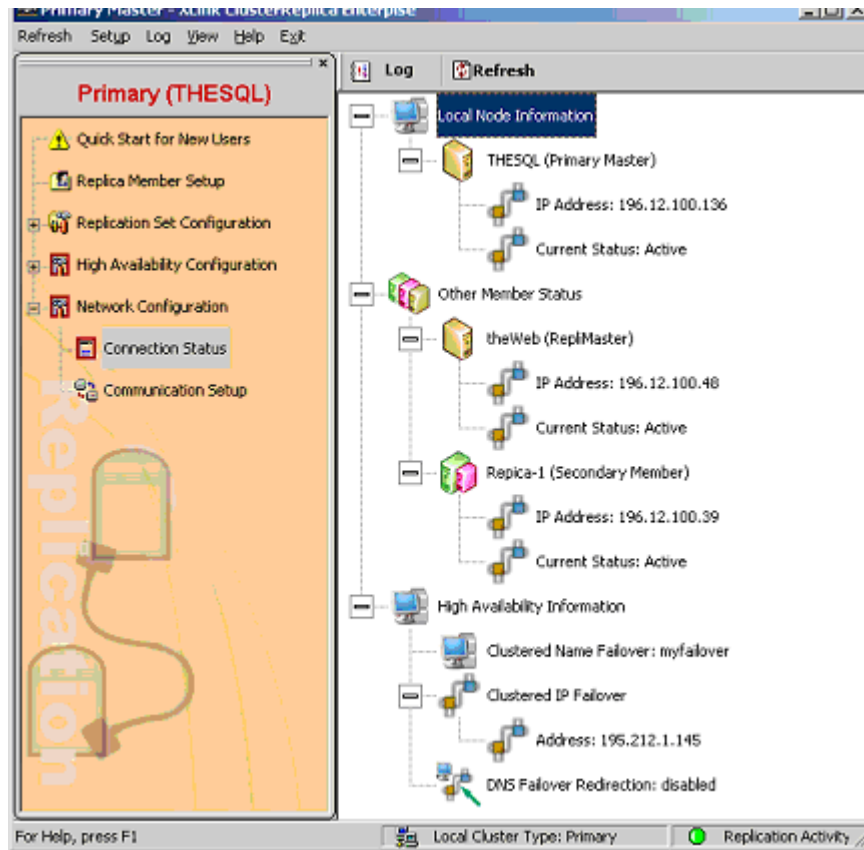 Primary Master - XLink ClusterReplica Enterpise
Refresh Setup Log View Help Exit
Primary (THESQL)
Quick Start for New Users
Replica Member Setup
Replication Set Configuration
High Availability Configuration
Network Configuration
Connection Status
Communication Setup
Replication
Log Refresh
Local Node Information
THESQL (Primary Master)
IP Address: 196.12.100.136
Current Status: Active
Other Member Status
theWeb (RepliMaster)
IP Address: 196.12.100.48
Current Status: Active
Repica-1 (Secondary Member)
IP Address: 196.12.100.39
Current Status: Active
High Availability Information
Clustered Name Failover: myfailover
Clustered IP Failover
Address: 195.212.1.145
DNS Failover Redirection: disabled
For Help, press F1
Local Cluster Type: Primary
Replication Activity